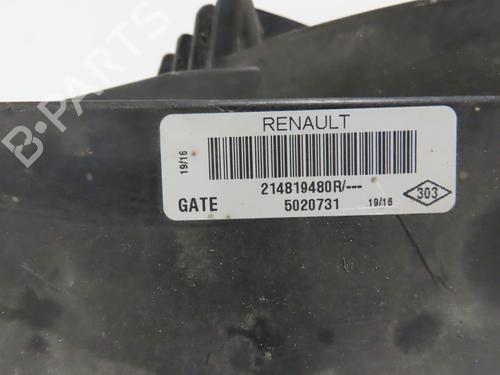 RENAULT
19/16
214819480R/---
GATE
5020731
19/16
303
B-PARTS